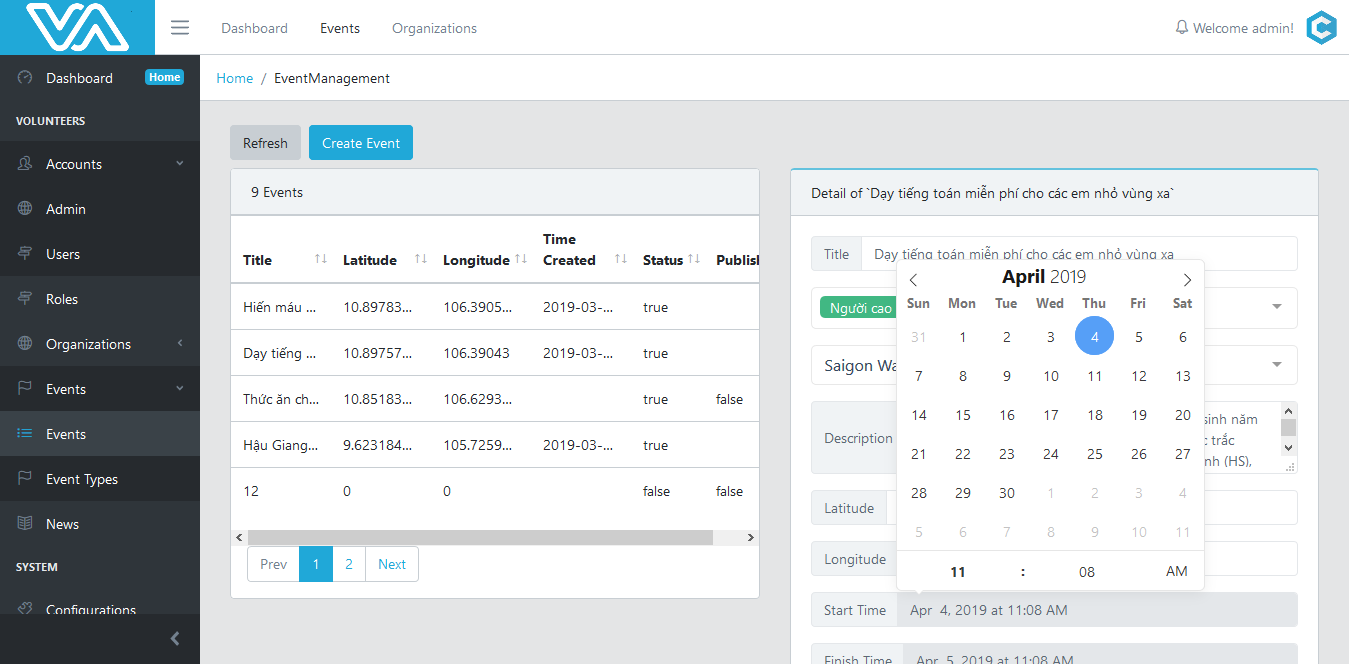 VA
Dashboard Events Organizations
Welcome admin!
Dashboard Home
VOLUNTEERS
Accounts
Admin
Users
Roles
Organizations
Events
Events
Event Types
News
SYSTEM
Configurations
Home / EventManagement
Refresh Create Event
9 Events
Title Latitude Longitude Time Created Status Publish
Hiến máu ... 10.89783... 106.3905... 2019-03-... true
Dạy tiếng ... 10.89757... 106.39043 2019-03-... true
Thức ăn ch... 10.85183... 106.6293... true false
Hậu Giang... 9.623184... 105.7259... 2019-03-... true
12 0 0 false false
Prev 1 2 Next
Detail of `Dạy tiếng toán miễn phí cho các em nhỏ vùng xa`
Title Dạy tiếng toán miễn phí cho các em nhỏ vùng xa
Người cao
Saigon Wa
Description
sinh năm
trắc
nh (HS),
Latitude
Longitude
April 2019
Sun Mon Tue Wed Thu Fri Sat
31 1 2 3 4 5 6
7 8 9 10 11 12 13
14 15 16 17 18 19 20
21 22 23 24 25 26 27
28 29 30 1 2 3 4
5 6 7 8 9 10 11
11 : 08 AM
Start Time Apr 4, 2019 at 11:08 AM
Finish Time Apr 5, 2019 at 11:08 AM